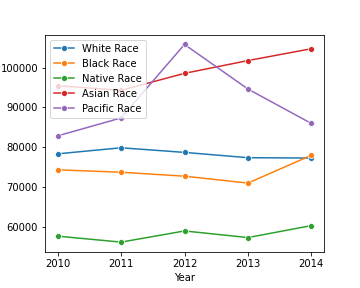 White Race
Black Race
Native Race
Asian Race
Pacific Race
100000
90000
80000
70000
60000
2010 2011 2012 2013 2014
Year